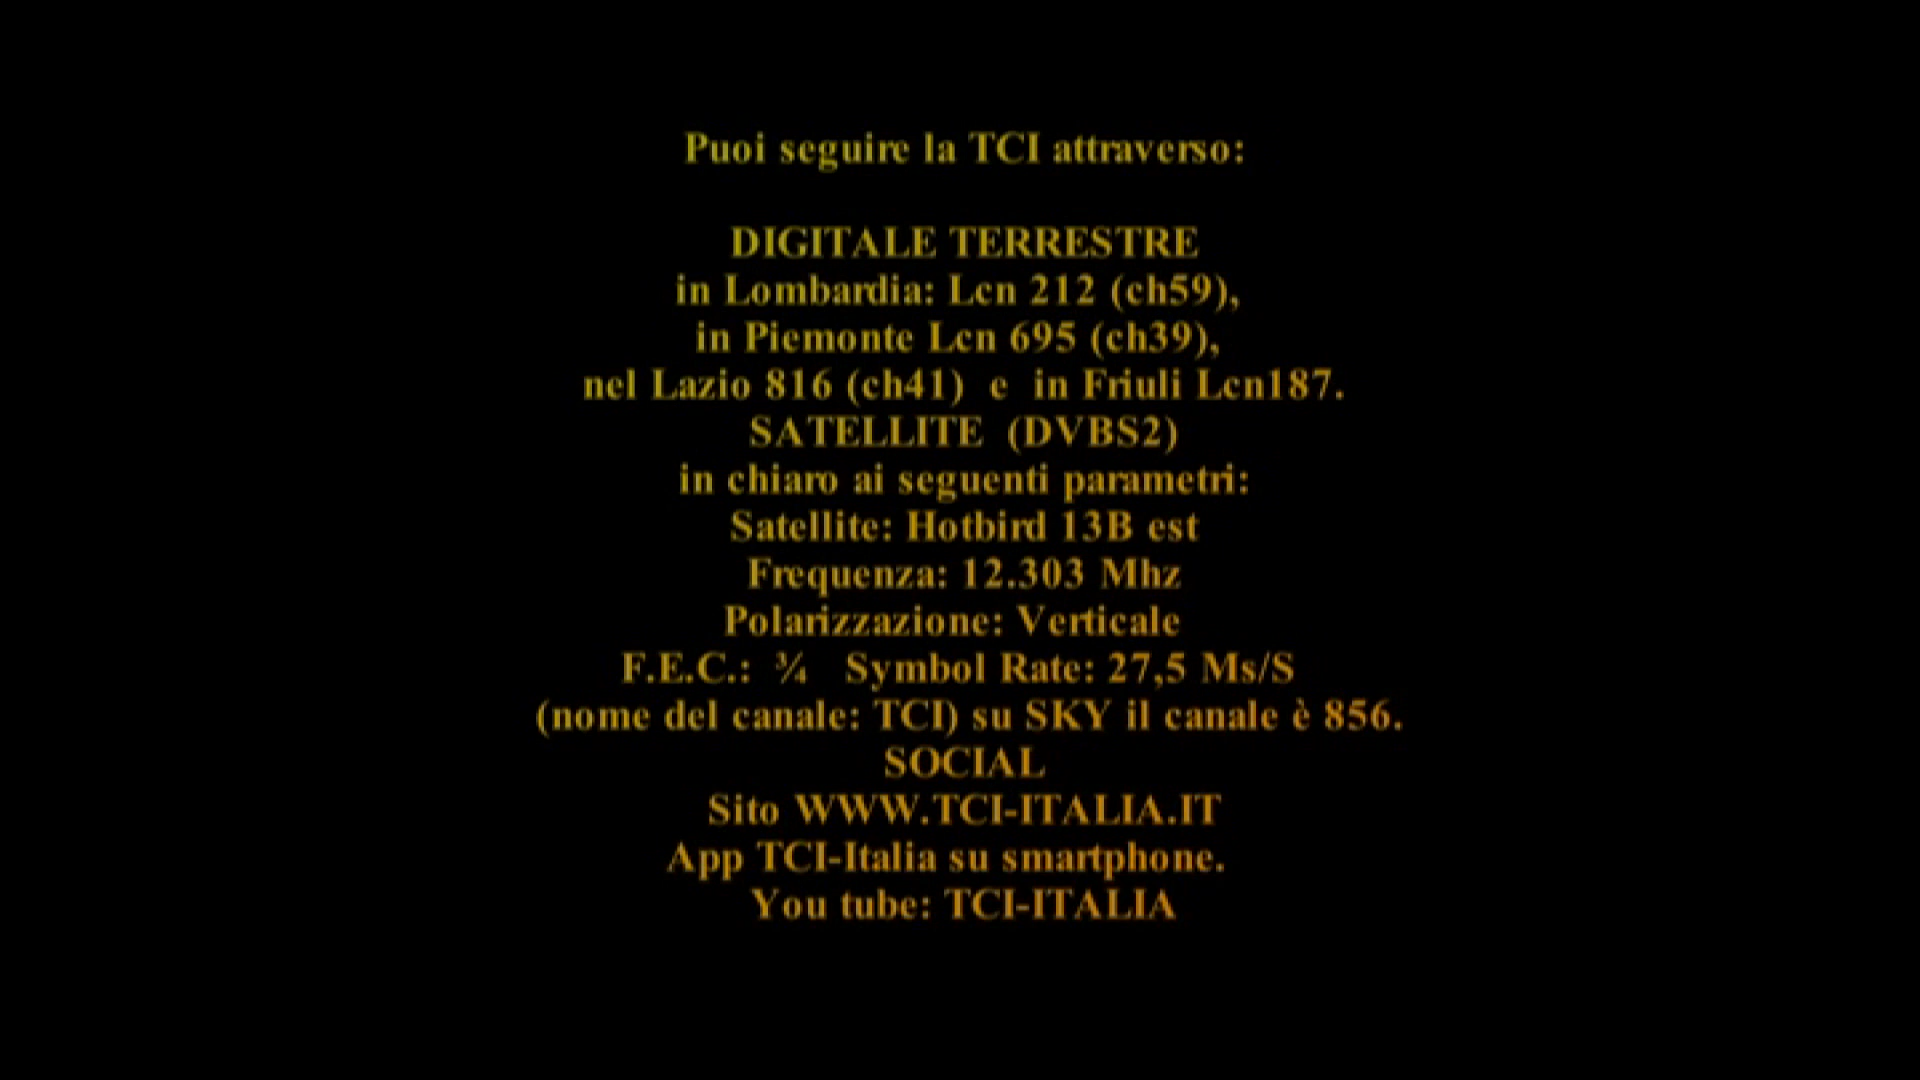 Puoi seguire la TCI attraverso:
DIGITALE TERRESTRE
in Lombardia: Lcn 212 (ch59),
in Piemonte Lcn 695 (ch39),
nel Lazio 816 (ch41)  e  in Friuli Lcn187.
SATELLITE  (DVBS2)
in chiaro ai seguenti parametri:
Satellite: Hotbird 13B est
Frequenza: 12.303 Mhz
Polarizzazione: Verticale
F.E.C.:  ¾   Symbol Rate: 27,5 Ms/S
(nome del canale: TCI) su SKY il canale è 856.
SOCIAL
Sito WWW.TCI-ITALIA.IT
App TCI-Italia su smartphone.
You tube: TCI-ITALIA